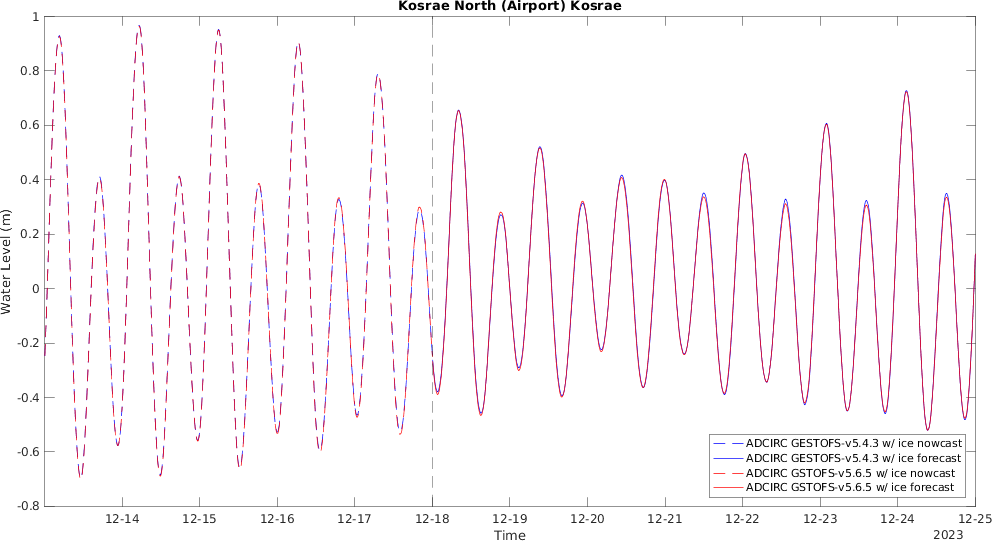 Kosrae North (Airport) Kosrae
1
0.8
0.6
0.4
0.2
0
-0.2
-0.4
-0.6
-0.8
Water Level (m)
ADCIRC GESTOFS-v5.4.3 w/ ice nowcast
ADCIRC GESTOFS-v5.4.3 w/ ice forecast
ADCIRC GSTOFS-v5.6.5 w/ ice nowcast
ADCIRC GSTOFS-v5.6.5 w/ ice forecast
12-14 12-15 12-16 12-17 12-18 12-19 12-20 12-21 12-22 12-23 12-24 12-25
Time
2023